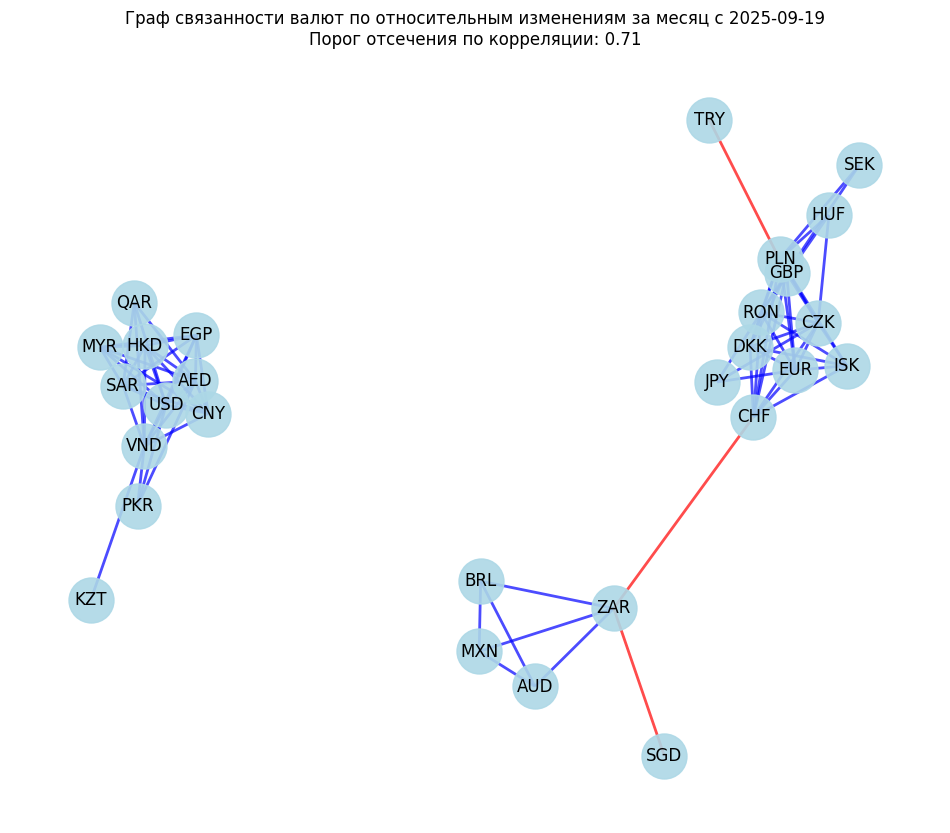 Граф связанности валют по относительным изменениям за месяц с 2025-09-19
Порог отсечения по корреляции: 0.71
TRY
SEK
HUF
PLN
GBP
QAR
RON
CZK
EGP
HKD
MYR
DKK
ISK
EUR
AED
JPY
SAR
USD
CNY
CHF
VND
PKR
BRL
KZT
ZAR
MXN
AUD
SGD